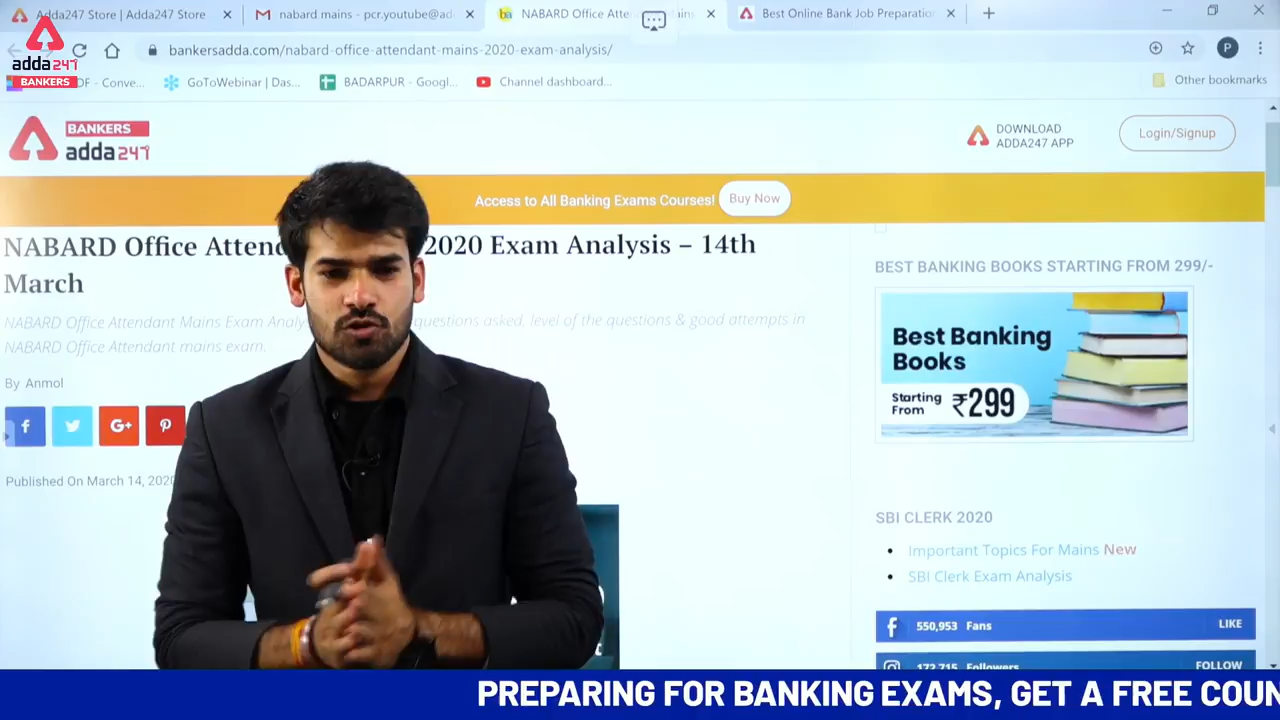 Adda247 Store | Adda247 Store
nabard mains - pcr.youtube@ad
NABARD Office Atte
Best Online Bank Job Preparatio
bankersadda.com/nabard-office-attendant-mains-2020-exam-analysis/
P
adda247
BANKERS
DF - Conve...
GoToWebinar | Das...
BADARPUR - Googl...
Channel dashboard...
Other bookmarks
BANKERS
adda247
DOWNLOAD
ADDA247 APP
Login/Signup
Access to All Banking Exams Courses!
Buy Now
NABARD Office Attend 2020 Exam Analysis – 14th
March
NABARD Office Attendant Mains Exam Analy questions asked, level of the questions & good attempts in
NABARD Office Attendant mains exam.
By Anmol
Published On March 14, 2020
BEST BANKING BOOKS STARTING FROM 299/-
Best Banking
Books
Starting
From ₹299
SBI CLERK 2020
Important Topics For Mains New
SBI Clerk Exam Analysis
550,953 Fans LIKE
172,715 Followers FOLLOW
PREPARING FOR BANKING EXAMS, GET A FREE COUN